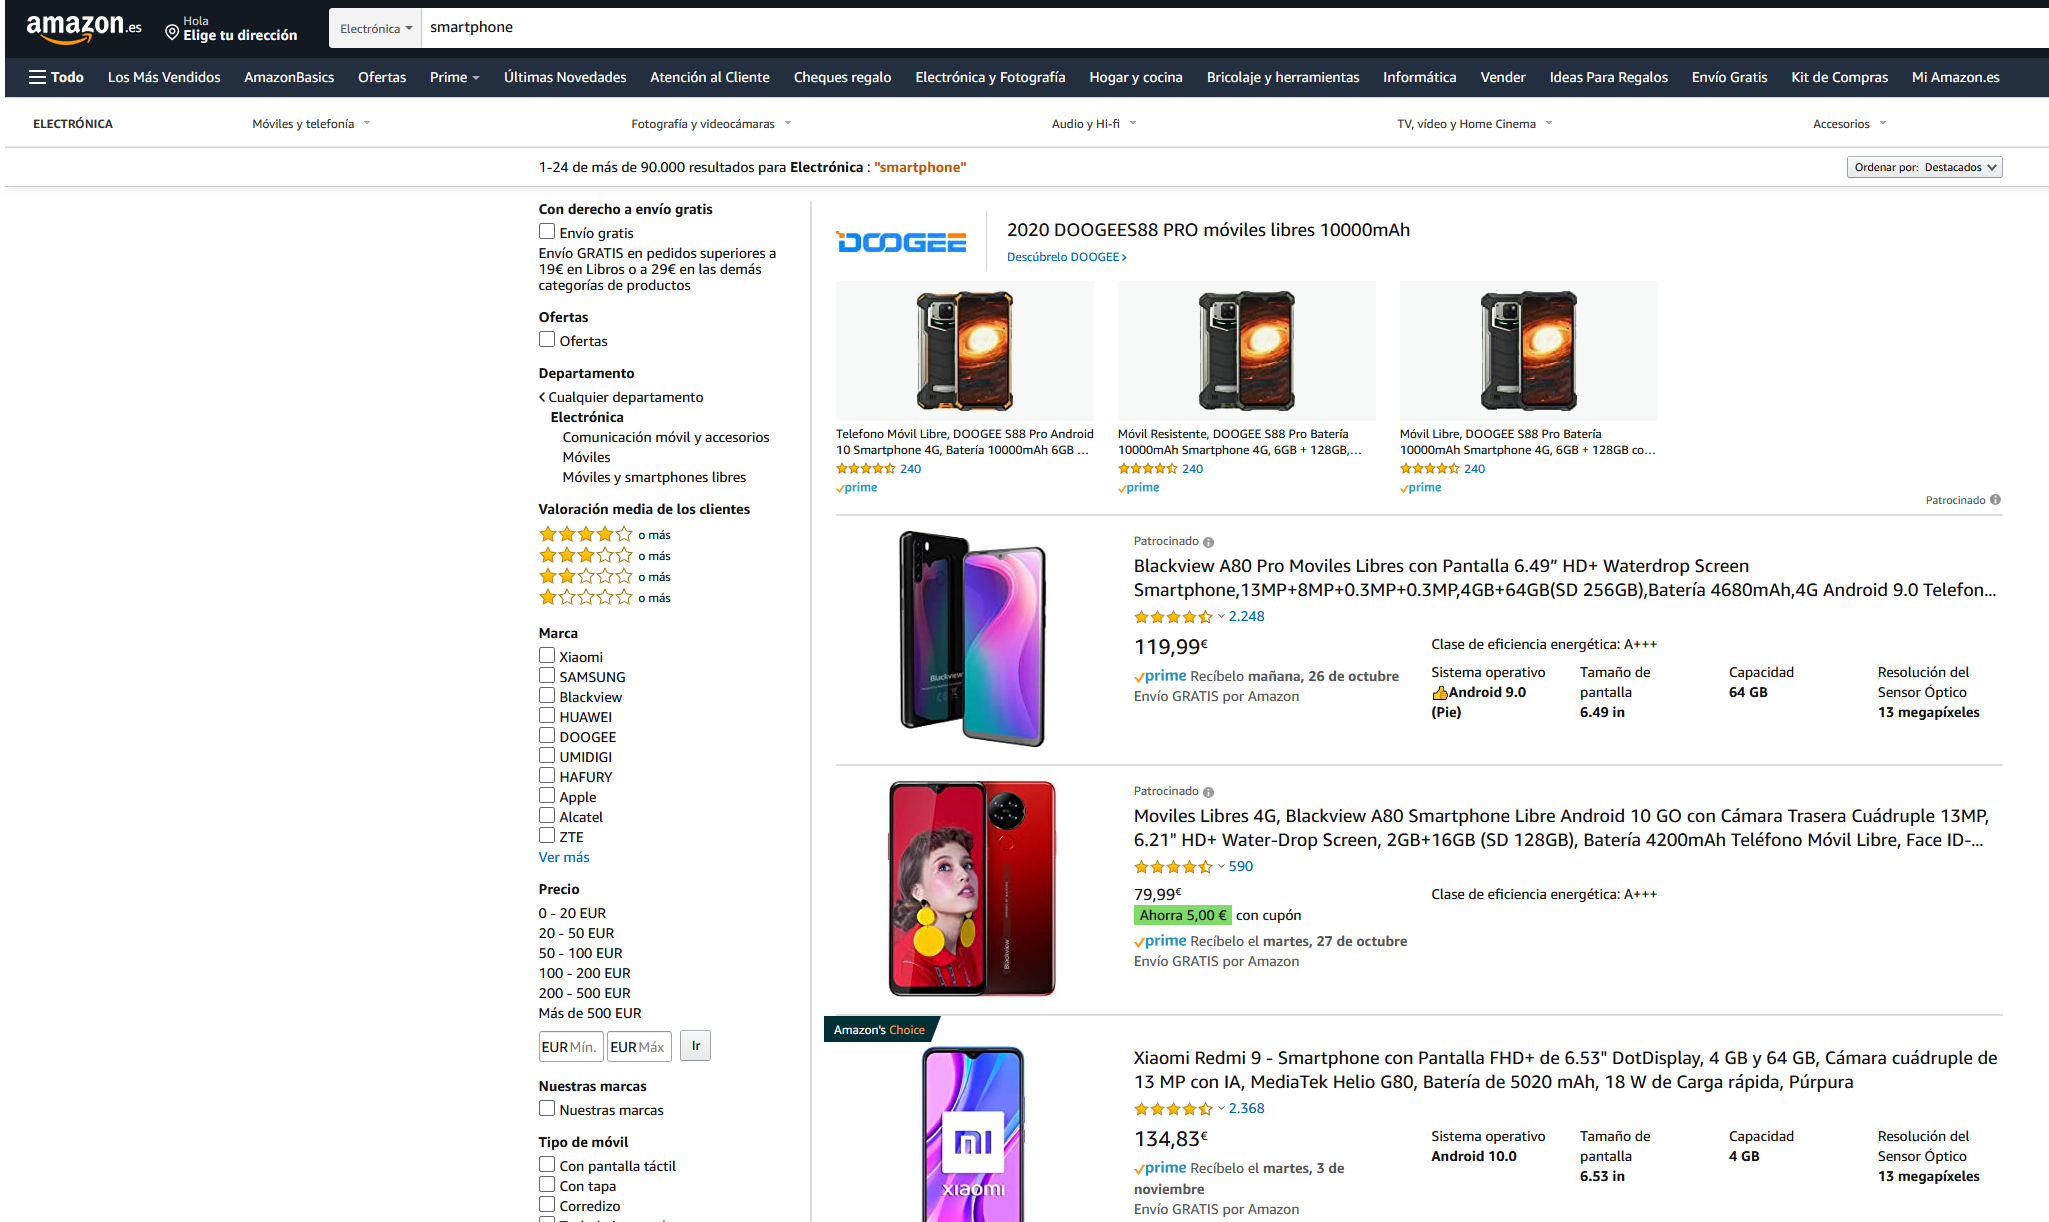 amazon.es
Hola
Elige tu dirección
Electrónica
smartphone
Todo
Los Más Vendidos
AmazonBasics
Ofertas
Prime
Últimas Novedades
Atención al Cliente
Cheques regalo
Electrónica y Fotografía
Hogar y cocina
Bricolaje y herramientas
Informática
Vender
Ideas Para Regalos
Envío Gratis
Kit de Compras
Mi Amazon.es
ELECTRÓNICA
Móviles y telefonía
Fotografía y videocámaras
Audio y Hi-fi
TV, vídeo y Home Cinema
Accesorios
1-24 de más de 90.000 resultados para Electrónica : "smartphone"
Ordenar por: Destacados
Con derecho a envío gratis
Envío gratis
Envío GRATIS en pedidos superiores a
19€ en Libros o a 29€ en las demás
categorías de productos
Ofertas
Ofertas
Departamento
Cualquier departamento
Electrónica
Comunicación móvil y accesorios
Móviles
Móviles y smartphones libres
Valoración media de los clientes
o más
o más
o más
o más
Marca
Xiaomi
SAMSUNG
Blackview
HUAWEI
DOOGEE
UMIDIGI
HAFURY
Apple
Alcatel
ZTE
Ver más
Precio
0 - 20 EUR
20 - 50 EUR
50 - 100 EUR
100 - 200 EUR
200 - 500 EUR
Más de 500 EUR
EUR Mín.
EUR Máx
Ir
Nuestras marcas
Nuestras marcas
Tipo de móvil
Con pantalla táctil
Con tapa
Corredizo
DOOGEE
2020 DOOGEES88 PRO móviles libres 10000mAh
Descúbrelo DOOGEE ›
Telefono Móvil Libre, DOOGEE S88 Pro Android
10 Smartphone 4G, Batería 10000mAh 6GB ...
240
prime
Móvil Resistente, DOOGEE S88 Pro Batería
10000mAh Smartphone 4G, 6GB + 128GB,...
240
prime
Móvil Libre, DOOGEE S88 Pro Batería
10000mAh Smartphone 4G, 6GB + 128GB co...
240
prime
Patrocinado
Blackview
Patrocinado
Blackview A80 Pro Moviles Libres con Pantalla 6.49” HD+ Waterdrop Screen
Smartphone,13MP+8MP+0.3MP+0.3MP,4GB+64GB(SD 256GB),Batería 4680mAh,4G Android 9.0 Telefon...
2.248
119,99€
prime Recíbelo mañana, 26 de octubre
Envío GRATIS por Amazon
Clase de eficiencia energética: A+++
Sistema operativo
Android 9.0
(Pie)
Tamaño de
pantalla
6.49 in
Capacidad
64 GB
Resolución del
Sensor Óptico
13 megapíxeles
Blackview
Patrocinado
Moviles Libres 4G, Blackview A80 Smartphone Libre Android 10 GO con Cámara Trasera Cuádruple 13MP,
6.21" HD+ Water-Drop Screen, 2GB+16GB (SD 128GB), Batería 4200mAh Teléfono Móvil Libre, Face ID-...
590
79,99€
Ahorra 5,00 € con cupón
prime Recíbelo el martes, 27 de octubre
Envío GRATIS por Amazon
Clase de eficiencia energética: A+++
Amazon's Choice
mi
xiaomi
Xiaomi Redmi 9 - Smartphone con Pantalla FHD+ de 6.53" DotDisplay, 4 GB y 64 GB, Cámara cuádruple de
13 MP con IA, MediaTek Helio G80, Batería de 5020 mAh, 18 W de Carga rápida, Púrpura
2.368
134,83€
prime Recíbelo el martes, 3 de
noviembre
Envío GRATIS por Amazon
Sistema operativo
Android 10.0
Tamaño de
pantalla
6.53 in
Capacidad
4 GB
Resolución del
Sensor Óptico
13 megapíxeles